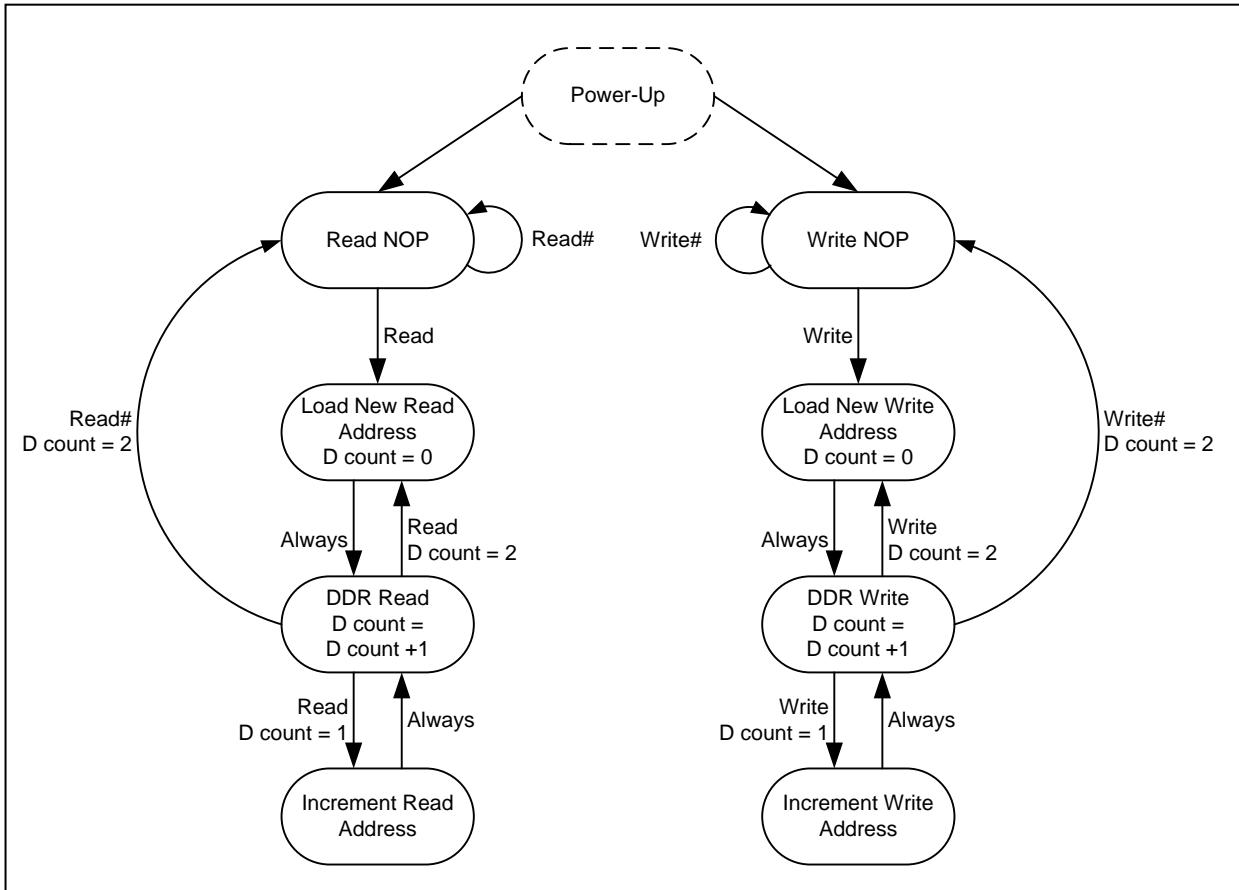 Power-Up
Read NOP
Read#
Write#
Write NOP
Read
Write
Load New Read
Address
D count = 0
Load New Write
Address
D count = 0
Read#
D count = 2
Write#
D count = 2
Always
Read
D count = 2
Always
Write
D count = 2
DDR Read
D count =
D count +1
DDR Write
D count =
D count +1
Read
D count = 1
Always
Write
D count = 1
Always
Increment Read
Address
Increment Write
Address